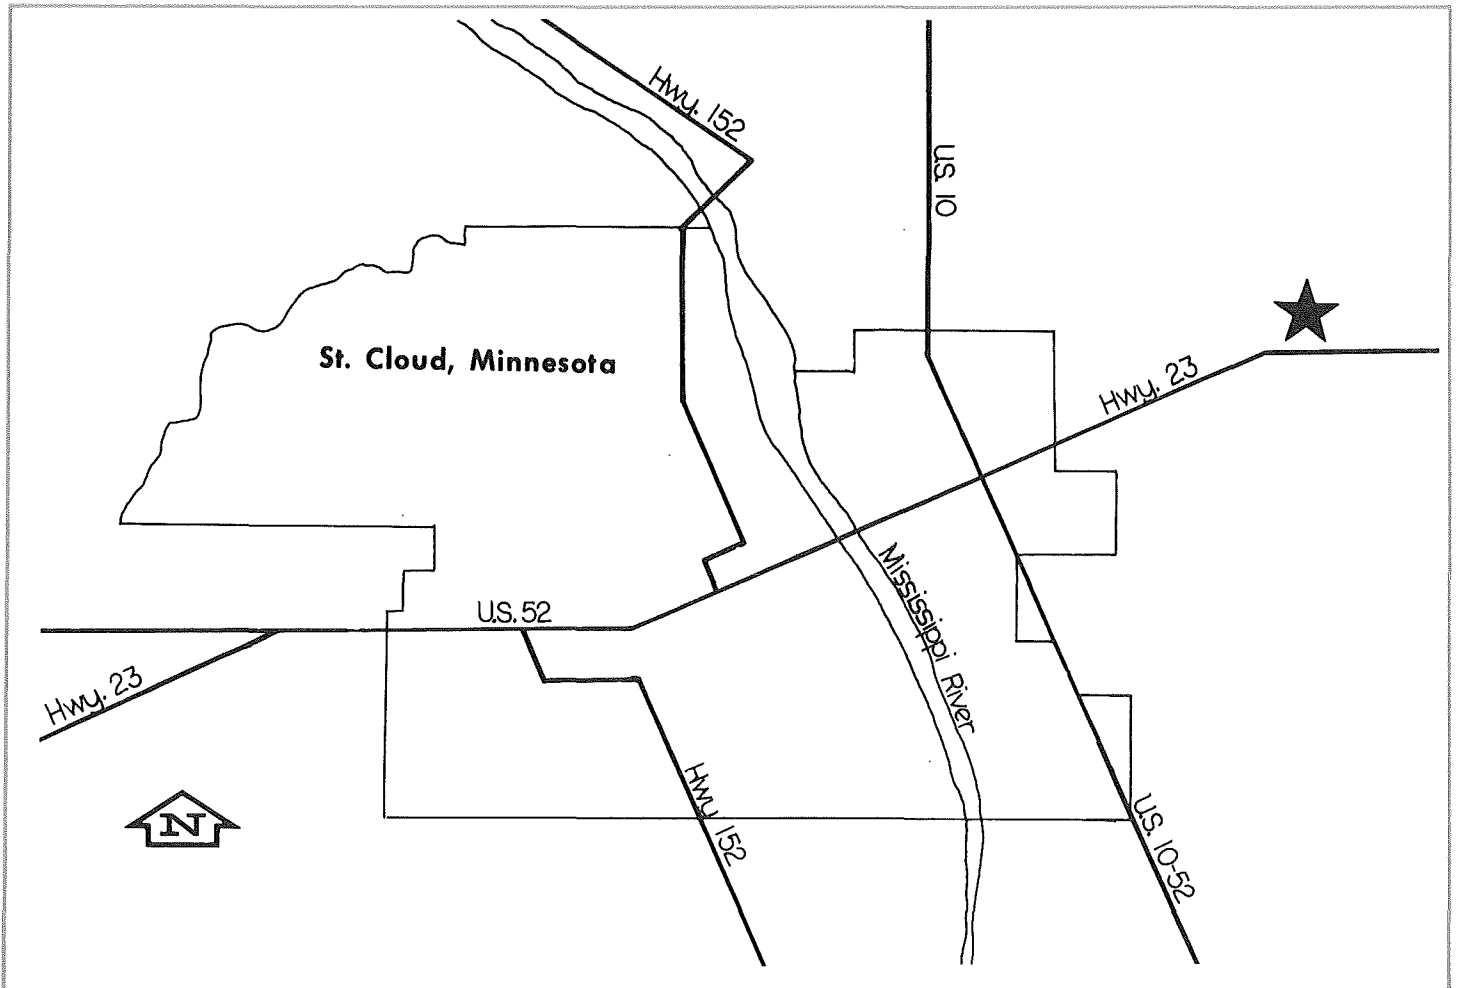 Hwy. 152
U.S. 10
St. Cloud, Minnesota
Hwy. 23
Mississippi River
U.S. 52
Hwy. 23
N
Hwy 152
U.S. 10-52